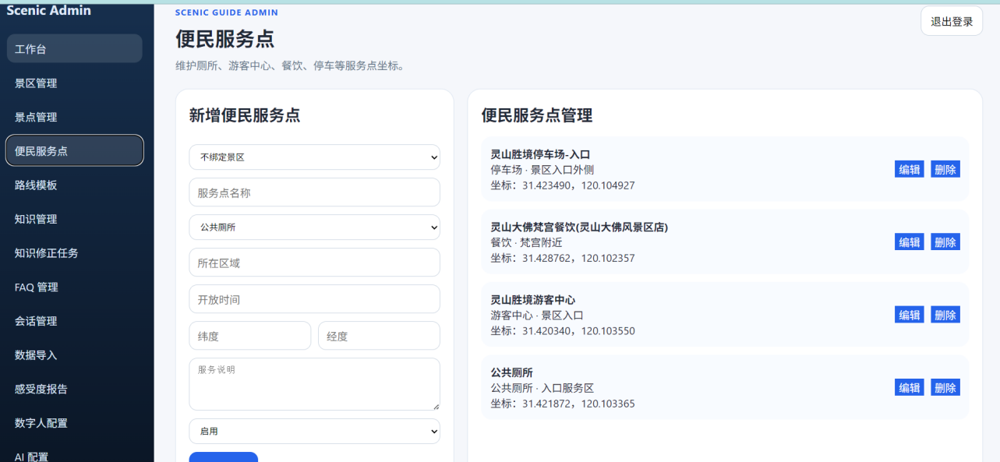 Scenic Admin
工作台
景区管理
景点管理
便民服务点
路线模板
知识管理
知识修正任务
FAQ 管理
会话管理
数据导入
感受度报告
数字人配置
AI 配置
SCENIC GUIDE ADMIN
便民服务点
维护厕所、游客中心、餐饮、停车等服务点坐标。
退出登录
新增便民服务点
不绑定景区
服务点名称
公共厕所
所在区域
开放时间
纬度
经度
服务说明
启用
便民服务点管理
灵山胜境停车场-入口
停车场 · 景区入口外侧
坐标：31.423490，120.104927
编辑 删除
灵山大佛梵宫餐饮(灵山大佛风景区店)
餐饮 · 梵宫附近
坐标：31.428762，120.102357
编辑 删除
灵山胜境游客中心
游客中心 · 景区入口
坐标：31.420340，120.103550
编辑 删除
公共厕所
公共厕所 · 入口服务区
坐标：31.421872，120.103365
编辑 删除